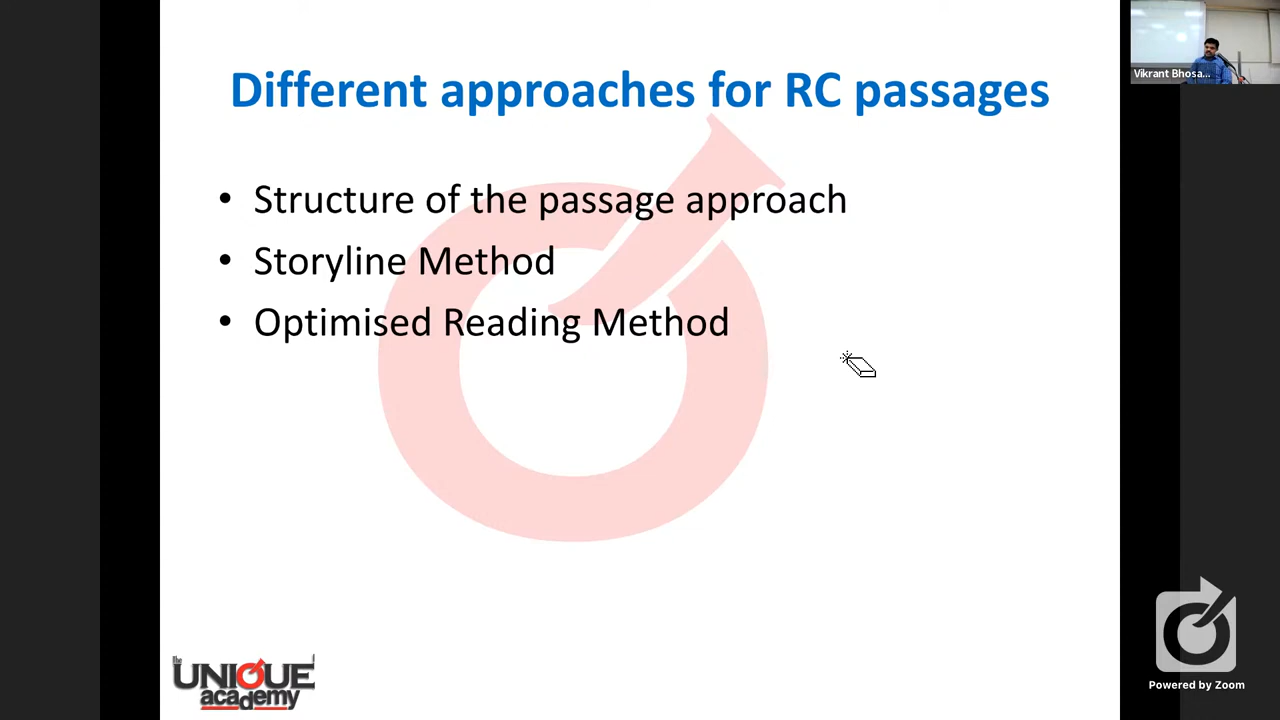 Different approaches for RC passages
Vikrant Bhosa...
• Structure of the passage approach
• Storyline Method
• Optimised Reading Method
The
UNIQUE
academy
Powered by Zoom